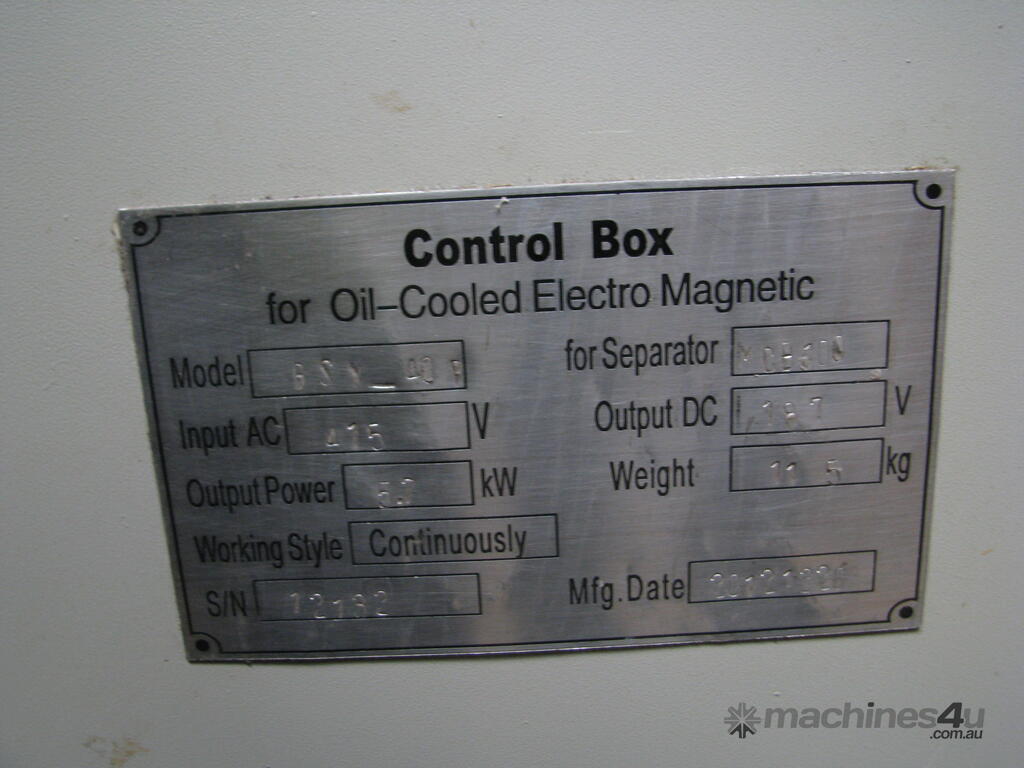 Control Box
for Oil-Cooled Electro Magnetic
Model for Separator
Input AC 415 V Output DC V
Output Power kW Weight kg
Working Style Continuously
S/N 12132 Mfg. Date
machines4u
.com.au